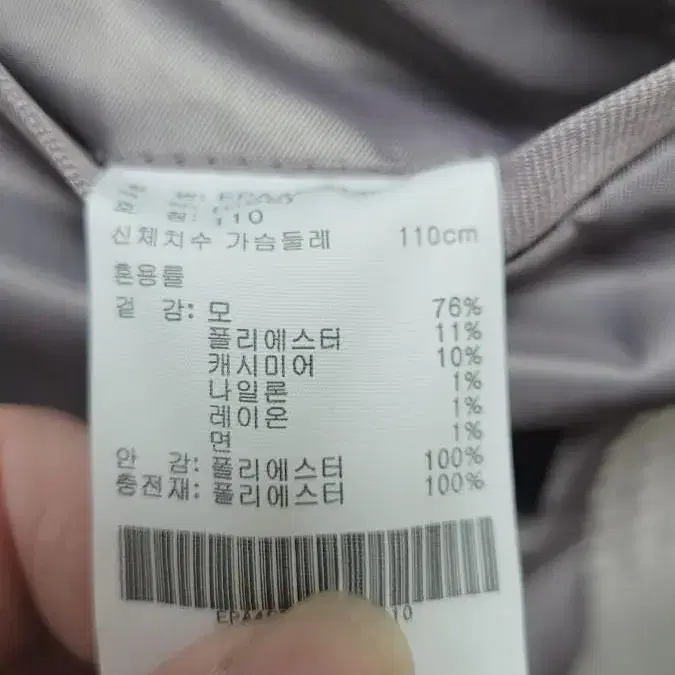 110
신체치수 가슴둘레 110cm
혼용률
겉 감: 모 76%
폴리에스터 11%
캐시미어 10%
나일론 1%
레이온 1%
면 1%
안 감: 폴리에스터 100%
충전재: 폴리에스터 100%
10